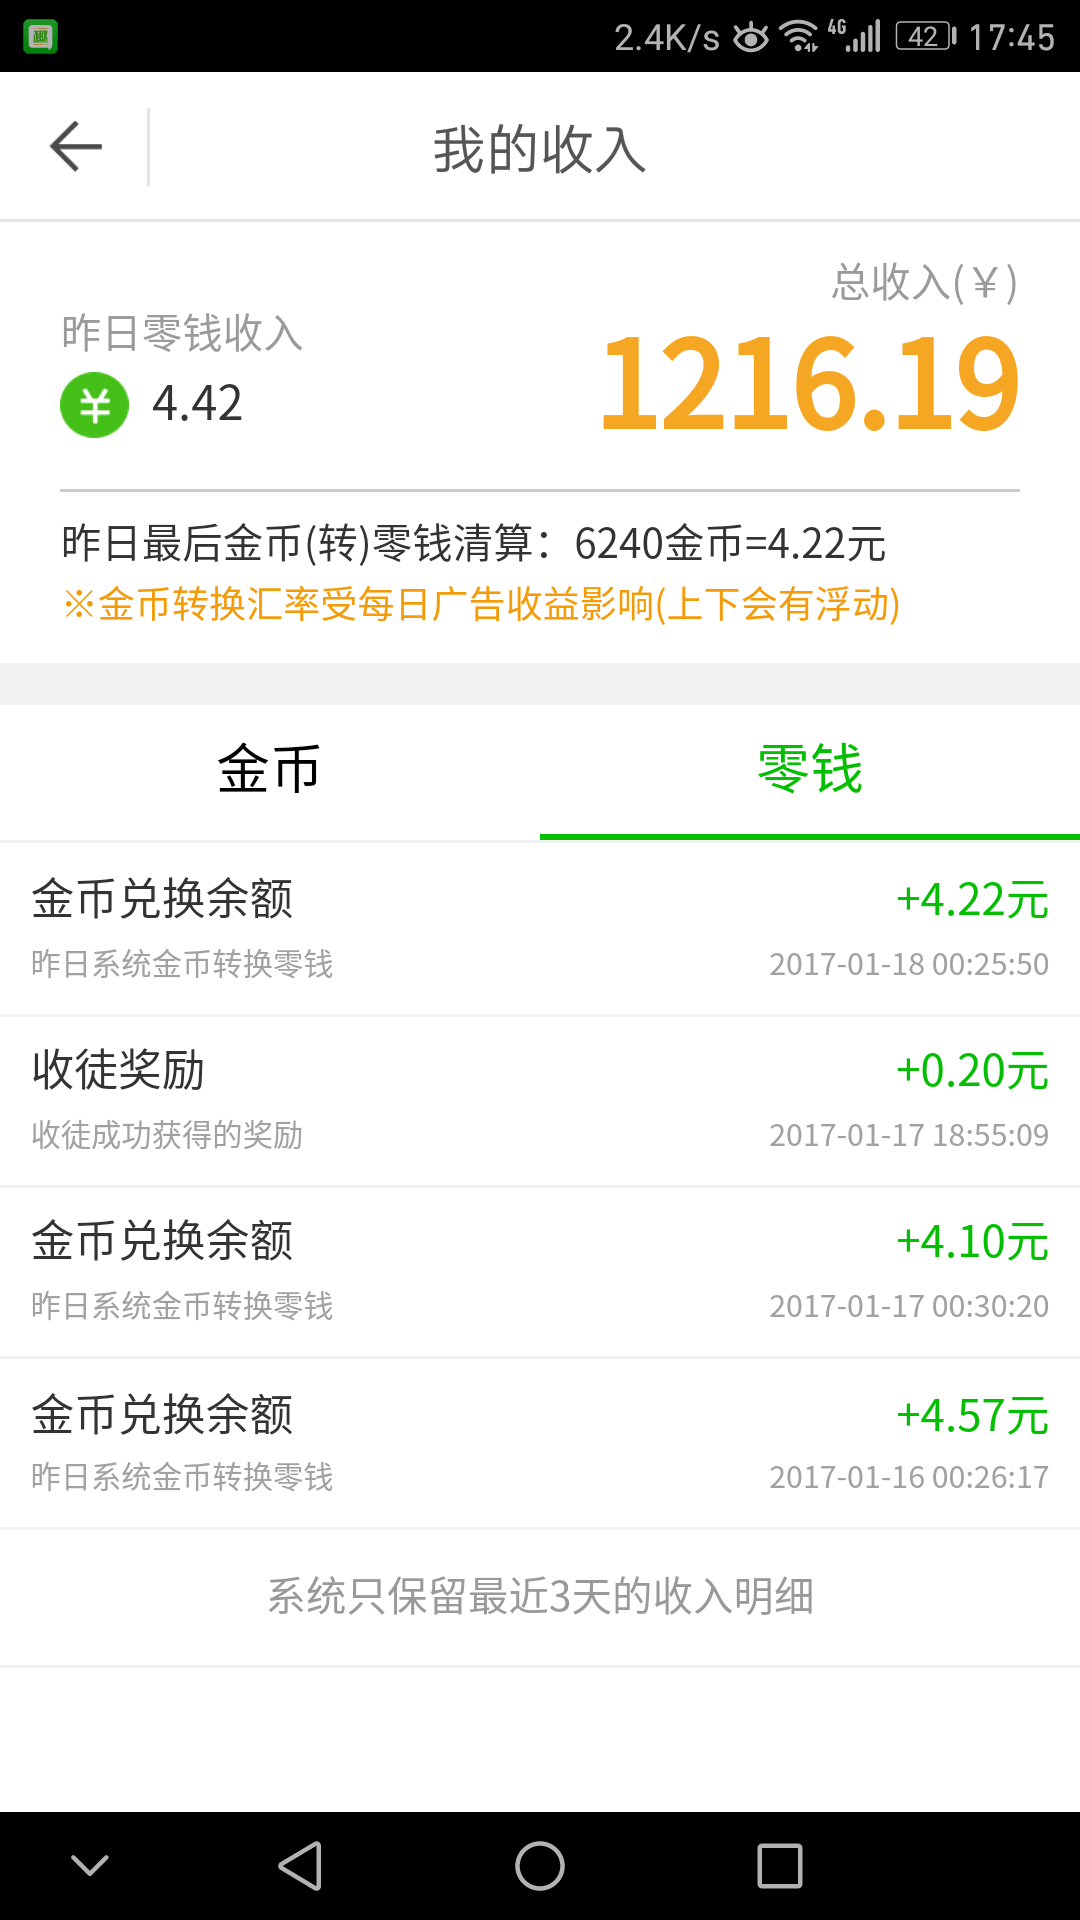 趣
2.4K/s 4G 42 17:45
我的收入
总收入(￥)
昨日零钱收入
1216.19
¥ 4.42
昨日最后金币(转)零钱清算：6240金币=4.22元
※金币转换汇率受每日广告收益影响(上下会有浮动)
金币 零钱
金币兑换余额 +4.22元
昨日系统金币转换零钱 2017-01-18 00:25:50
收徒奖励 +0.20元
收徒成功获得的奖励 2017-01-17 18:55:09
金币兑换余额 +4.10元
昨日系统金币转换零钱 2017-01-17 00:30:20
金币兑换余额 +4.57元
昨日系统金币转换零钱 2017-01-16 00:26:17
系统只保留最近3天的收入明细